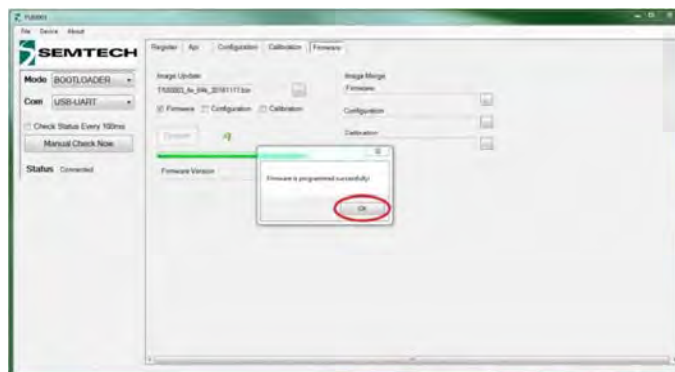 File Device About
SEMTECH
Register Api Configuration Calibration Firmware
Mode BOOTLOADER
Com USB-UART
Check Status Every 100ms
Manual Check Now
Status Connected
Image Update
Firmware Configuration Calibration
Firmware Version
Image Merge
Firmware
Configuration
Calibration
Firmware is programmed successfully!
OK